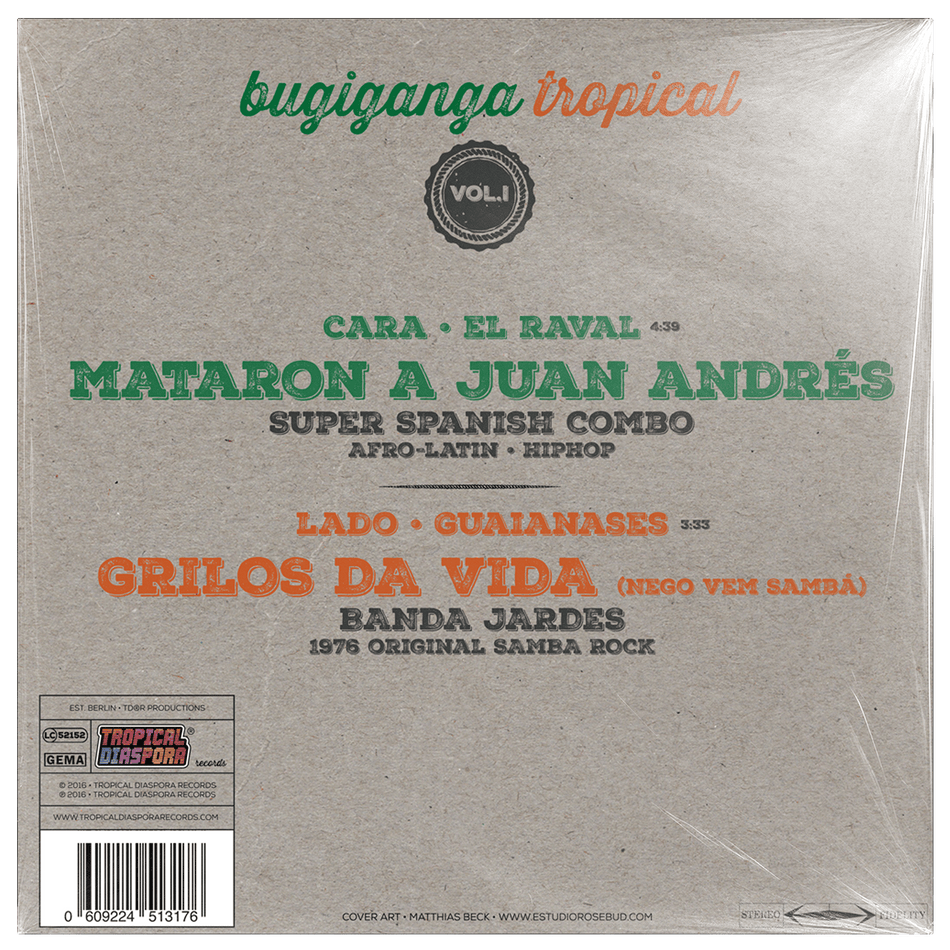 bugiganga tropical
VOL.I
CARA • EL RAVAL 4:39
MATARON A JUAN ANDRÉS
SUPER SPANISH COMBO
AFRO-LATIN • HIPHOP
LADO • GUAIANASES 3:33
GRILOS DA VIDA (NEGO VEM SAMBÁ)
BANDA JARDES
1976 ORIGINAL SAMBA ROCK
EST. BERLIN • TD®R PRODUCTIONS
LC 52152
GEMA
TROPICAL DIASPORA®
records
© 2016 • TROPICAL DIASPORA RECORDS
℗ 2016 • TROPICAL DIASPORA RECORDS
WWW.TROPICALDIASPORARECORDS.COM
0 609224 513176
COVER ART • MATTHIAS BECK • WWW.ESTUDIOROSEBUD.COM
STEREO FIDELITY